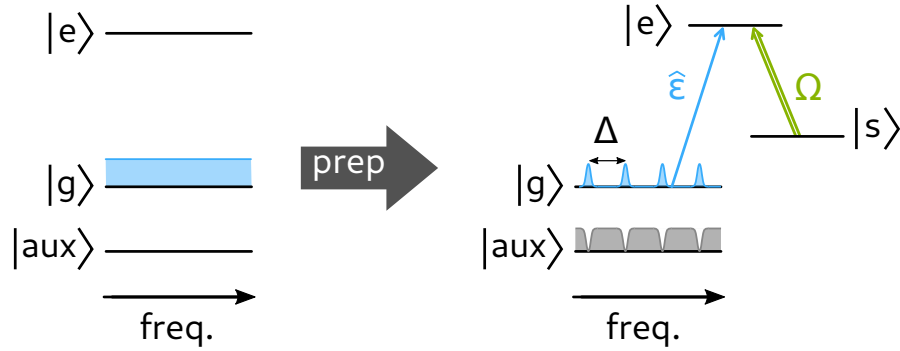 |e⟩
|g⟩
|aux⟩
freq.
prep
|e⟩
ε̂
Ω
|s⟩
Δ
|g⟩
|aux⟩
freq.